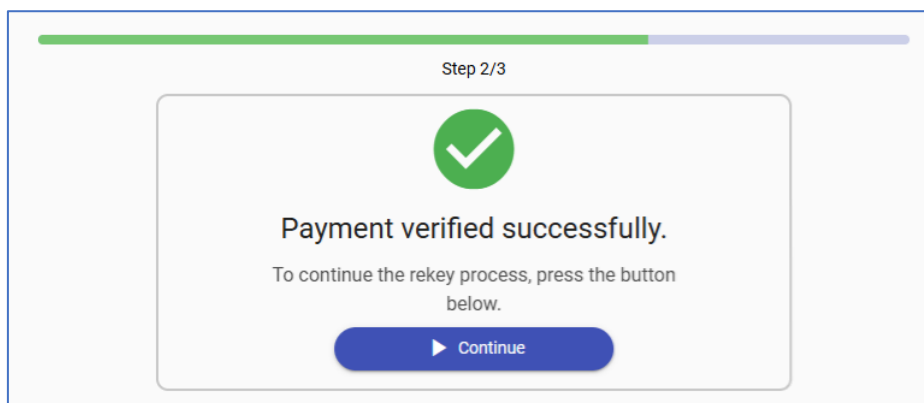 Step 2/3
Payment verified successfully.
To continue the rekey process, press the button
below.
Continue